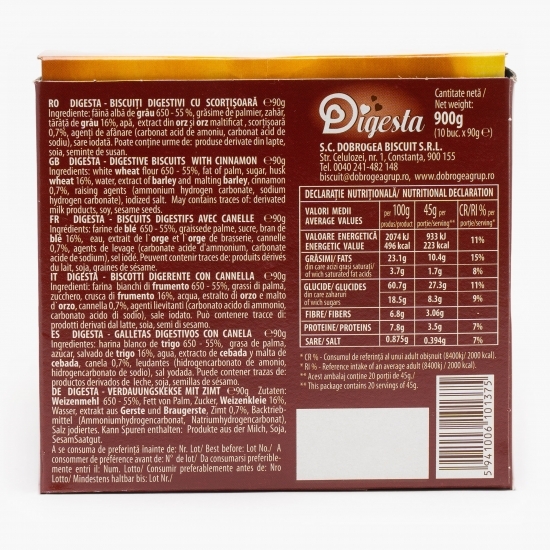 RO DIGESTA - BISCUIȚI DIGESTIVI CU SCORȚIȘOARĂ ℮90g
Ingrediente: făină albă de grâu 650 - 55%, grăsime de palmier, zahăr,
tărâță de grâu 16%, apă, extract din orz și orz maltificat, scorțișoară
0,7%, agenți de afânare (carbonat acid de amoniu, carbonat acid de
sodiu), sare iodată. Poate conține urme de: produse derivate din lapte,
soia, semințe de susan.
GB DIGESTA - DIGESTIVE BISCUITS WITH CINNAMON ℮90g
Ingredients: white wheat flour 650 - 55%, fat of palm, sugar, husk
wheat 16%, water, extract of barley and malting barley, cinnamon
0,7%, raising agents (ammonium hydrogen carbonate, sodium
hydrogen carbonate), iodized salt. May contains traces of: derived
milk products, soy, sesame seeds.
FR DIGESTA - BISCUITS DIGESTIFS AVEC CANELLE ℮90g
Ingrédients: farine de blé 650 - 55%, graissede palme, sucre, bran de
blé 16%, eau, extrait de l orge et l orge de brasserie, cannelle
0,7%, agents de levage (carbonate acide d'ammonium, carbonate
acide de sodium), sel iodé. Peuvent contenir traces de: produits dérivés
du lait, soja, graines de sésame.
IT DIGESTA - BISCOTTI DIGERENTE CON CANNELLA ℮90g
Ingredienti: farina bianchi di frumento 650 - 55%, grassi di palma,
zucchero, crusca di frumento 16%, acqua, estratto d orzo e malto
d´orzo, canella 0,7%, agenti lievitanti (carbonato acido di ammonio,
carbonato acido di sodio), sale iodato. Può contenere tracce di:
prodotti derivati dal latte, soia, semi di sesamo.
ES DIGESTA - GALLETAS DIGESTIVOS CON CANELA ℮90g
Ingredientes: harina blanco de trigo 650 - 55%, grasa de palma,
azúcar, salvado de trigo 16%, agua, extracto de cebada y malta de
cebada, canela 0,7%, leudantes (hidrogencarbonato de amonio,
hidrogencarbonato de sodio), sal yodada. Puede contener trazas de:
productos derivados de leche, soja, semillas de sésamo.
DE DIGESTA - VERDAUUNGSKEKSE MIT ZIMT ℮90g Zutaten:
Weizenmehl 650 - 55%, Fett von Palm, Zucker, Weizenkleie 16%,
Wasser, extract aus Gerste und Braugerste, Zimt 0,7%, Backtrieb-
mittel (Ammoniumhydrogenkarbonat, Natriumhydrogenkarbonat),
Salz jodiertes. Kann Spuren enthalten: Produkte aus der Milch, Soja,
SesamSaatgut.
A se consuma de preferință înainte de: Nr. Lot/ Best before: Lot No./ A
consommer de préférence avant de: N° de lot/ Da consumarsi preferibile-
mente entri il: Num. Lotto/ Consumir preferablemente antes de: Nro
Lotto/ Mindestens haltbar bis: Lot Nr./
Digesta
Cantitate netă /
Net weight:
900g
(10 buc. x 90g ℮)
S.C. DOBROGEA BISCUIT S.R.L.
Str. Celulozei, nr. 1, Constanța, 900 155
Tel. 0040 241-482 148
biscuit@dobrogeagrup.ro, www.dobrogeagrup.ro
DECLARAȚIE NUTRIȚIONALĂ/ NUTRITIONAL DECLARATION
VALORI MEDII
AVERAGE VALUES
per 100g
produs/product
45g per
porție/serving**
CR/RI* per
porție/serving*
VALOARE ENERGETICĂ
ENERGETIC VALUE
2074 kJ
496 kcal
933 kJ
223 kcal
11%
GRĂSIMI/ FATS 23.1g 10.4g 15%
din care acizi grași saturați/
of wich saturated fats acids
3.7g 1.7g 8%
GLUCIDE/ GLUCIDES 60.7g 27.3g 11%
din care zaharuri
of wich sugars
18.5g 8.3g 9%
FIBRE/ FIBERS 6.8g 3.06g
PROTEINE/ PROTEINS 7.8g 3.5g 7%
SARE/ SALT 0.875g 0.394g 7%
* CR % - Consumul de referință al unui adult obișnuit (8400kj / 2000 kcal).
* RI % - Reference intake of an average adult (8400kj / 2000 kcal).
** Acest ambalaj conține 20 porții de 45g./
** This package contains 20 servings of 45g.
5 941006 101375